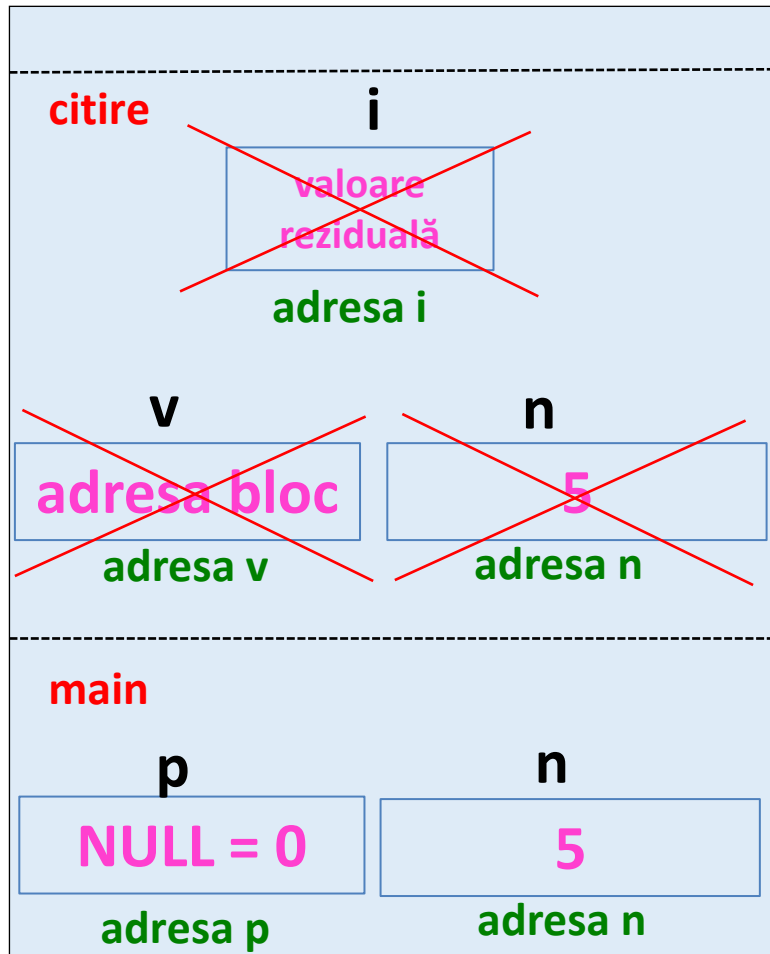 citire
i
valoare
reziduală
adresa i
v n
adresa bloc 5
adresa v adresa n
main
p n
NULL = 0 5
adresa p adresa n